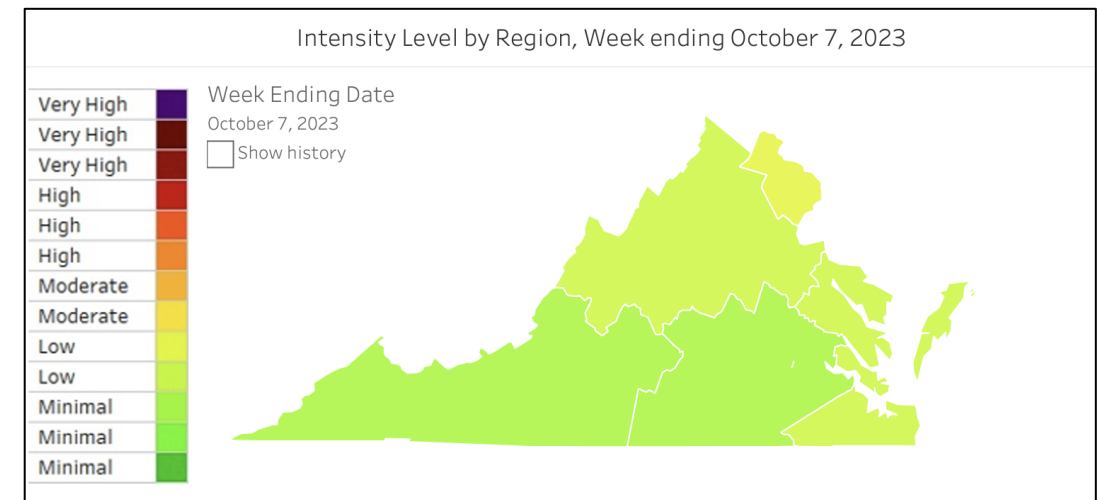 Intensity Level by Region, Week ending October 7, 2023
Very High
Very High
Very High
High
High
High
Moderate
Moderate
Low
Low
Minimal
Minimal
Minimal
Week Ending Date
October 7, 2023
Show history